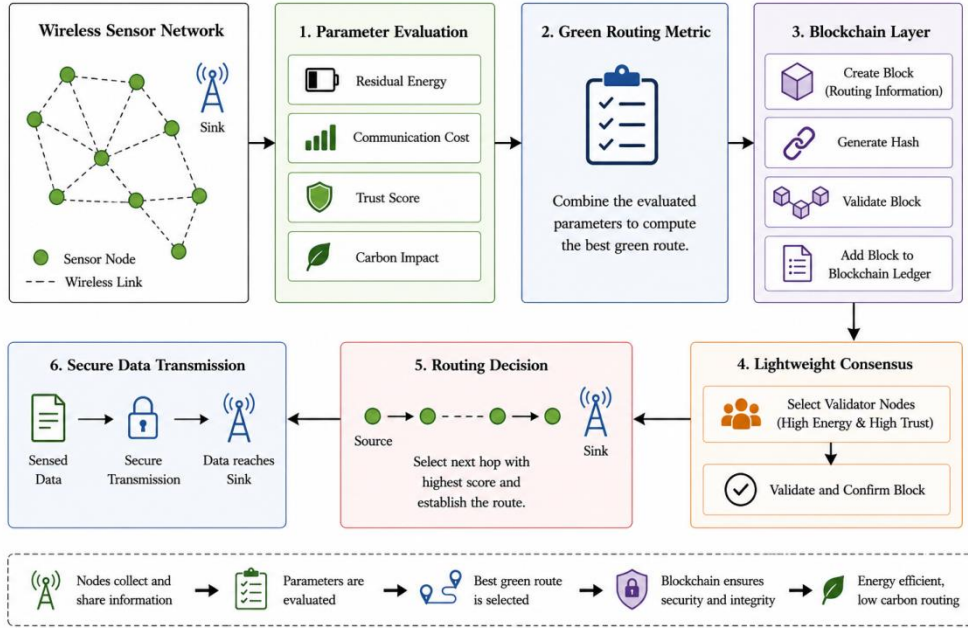 Wireless Sensor Network
Sink
Sensor Node
Wireless Link
1. Parameter Evaluation
Residual Energy
Communication Cost
Trust Score
Carbon Impact
2. Green Routing Metric
Combine the evaluated
parameters to compute
the best green route.
3. Blockchain Layer
Create Block
(Routing Information)
Generate Hash
Validate Block
Add Block to
Blockchain Ledger
4. Lightweight Consensus
Select Validator Nodes
(High Energy & High Trust)
Validate and Confirm Block
5. Routing Decision
Source
Sink
Select next hop with
highest score and
establish the route.
6. Secure Data Transmission
Sensed
Data
Secure
Transmission
Data reaches
Sink
Nodes collect and
share information
Parameters are
evaluated
Best green route
is selected
Blockchain ensures
security and integrity
Energy efficient,
low carbon routing